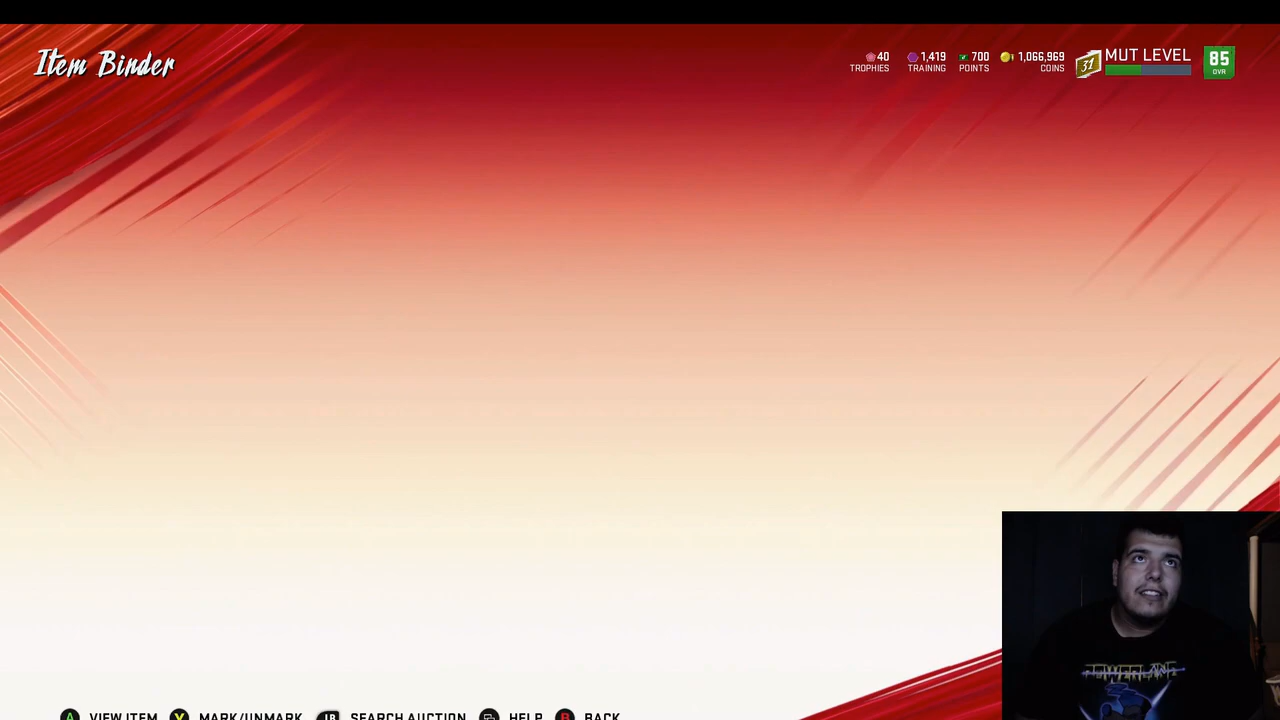 Item Binder
40 TROPHIES
1,419 TRAINING
700 POINTS
1,066,969 COINS
31
MUT LEVEL
85 OVR
A VIEW ITEM Y MARK/UNMARK LB SEARCH AUCTION HELP B BACK